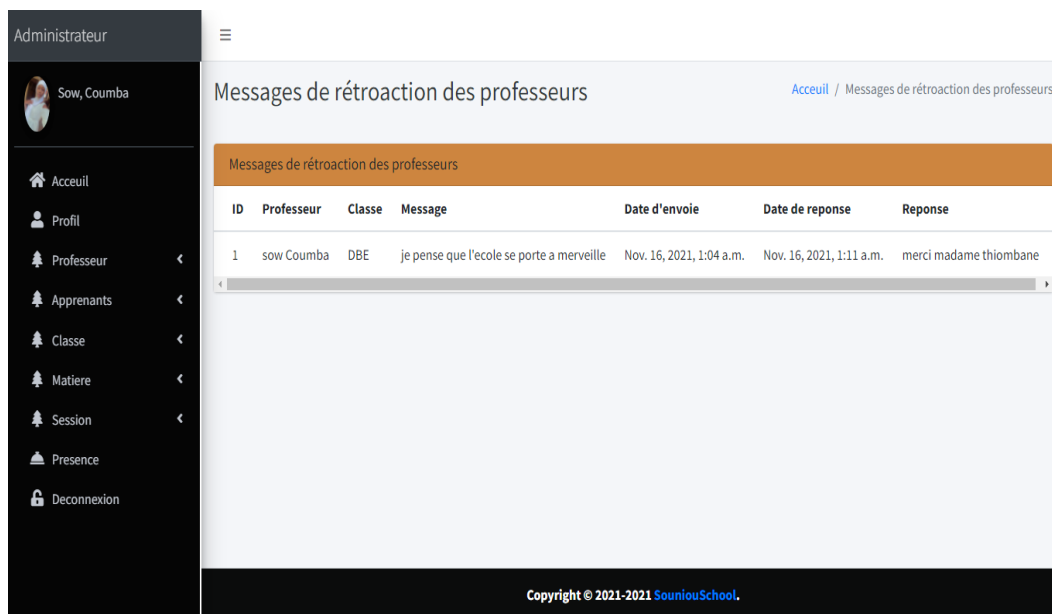 Administrateur
Sow, Coumba
Acceuil
Profil
Professeur
Apprenants
Classe
Matiere
Session
Presence
Deconnexion
Messages de rétroaction des professeurs
Acceuil / Messages de rétroaction des professeurs
Messages de rétroaction des professeurs
ID Professeur Classe Message Date d'envoie Date de reponse Reponse
1 sow Coumba DBE je pense que l'ecole se porte a merveille Nov. 16, 2021, 1:04 a.m. Nov. 16, 2021, 1:11 a.m. merci madame thiombane
Copyright © 2021-2021 SouniouSchool.